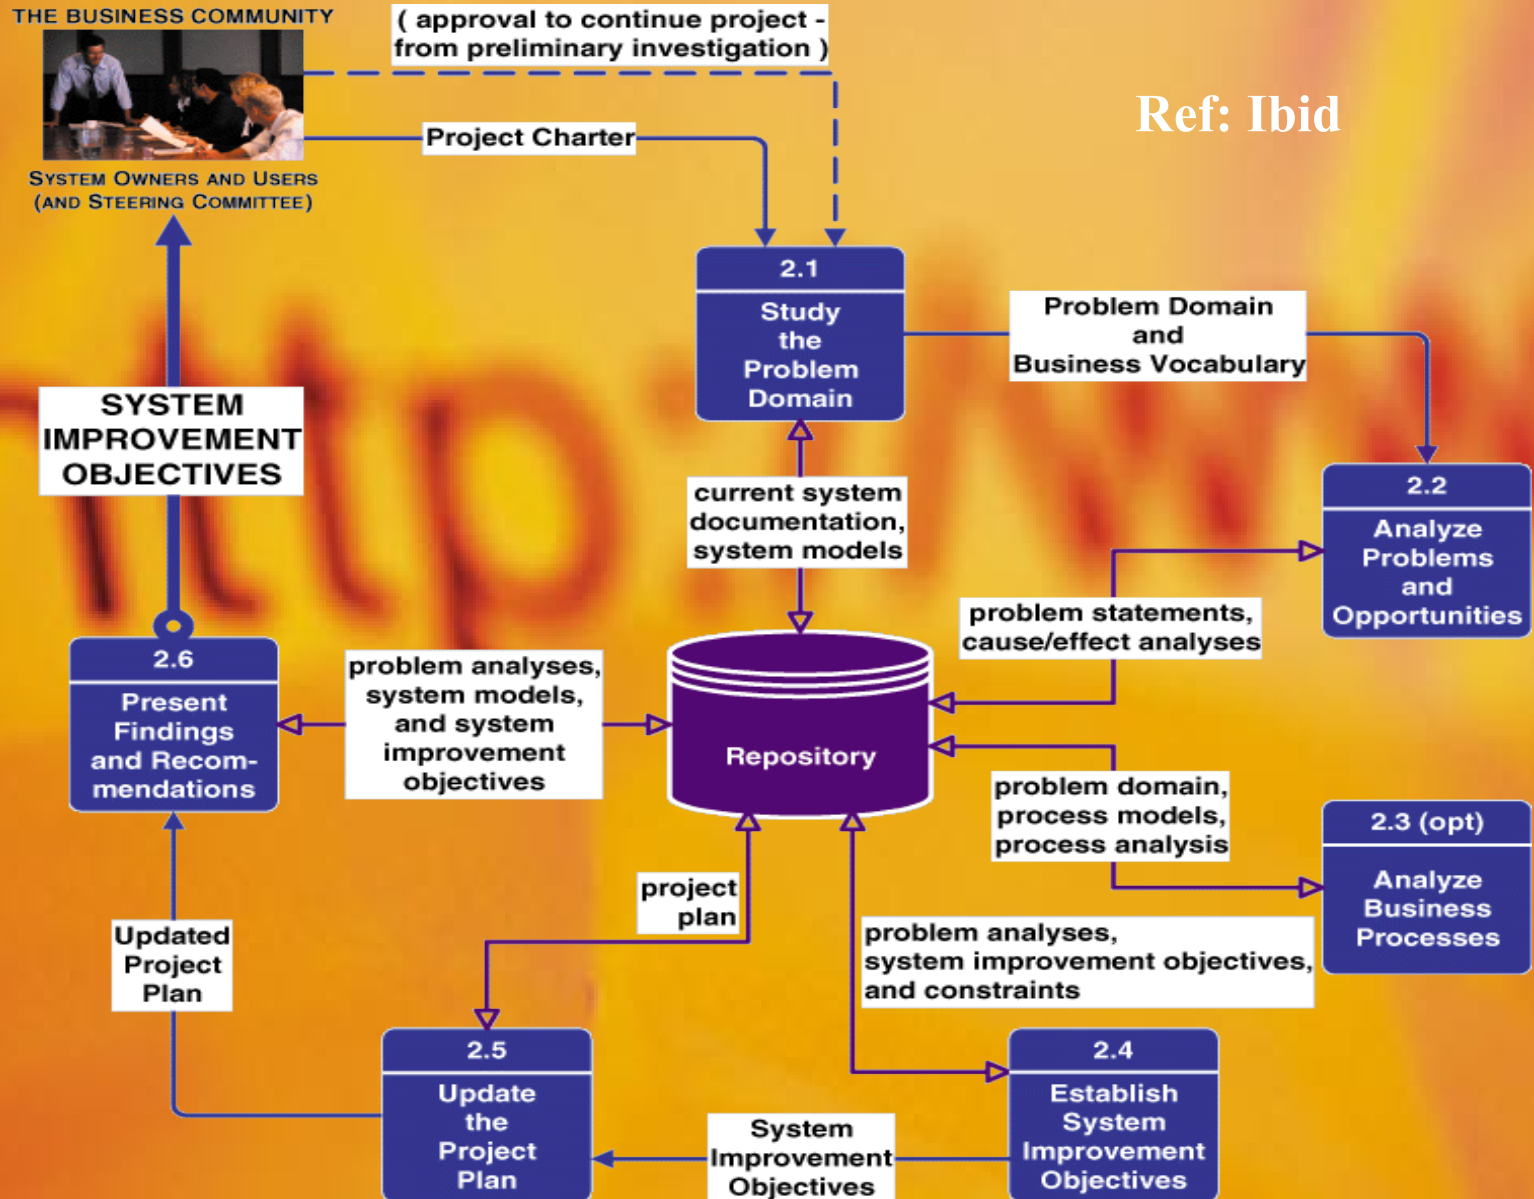 THE BUSINESS COMMUNITY
SYSTEM OWNERS AND USERS
(AND STEERING COMMITTEE)
( approval to continue project -
from preliminary investigation )
Ref: Ibid
Project Charter
2.1
Study
the
Problem
Domain
Problem Domain
and
Business Vocabulary
SYSTEM
IMPROVEMENT
OBJECTIVES
current system
documentation,
system models
2.2
Analyze
Problems
and
Opportunities
problem statements,
cause/effect analyses
2.6
Present
Findings
and Recom-
mendations
problem analyses,
system models,
and system
improvement
objectives
Repository
problem domain,
process models,
process analysis
2.3 (opt)
Analyze
Business
Processes
project
plan
problem analyses,
system improvement objectives,
and constraints
Updated
Project
Plan
2.5
Update
the
Project
Plan
System
Improvement
Objectives
2.4
Establish
System
Improvement
Objectives
ttp://ww